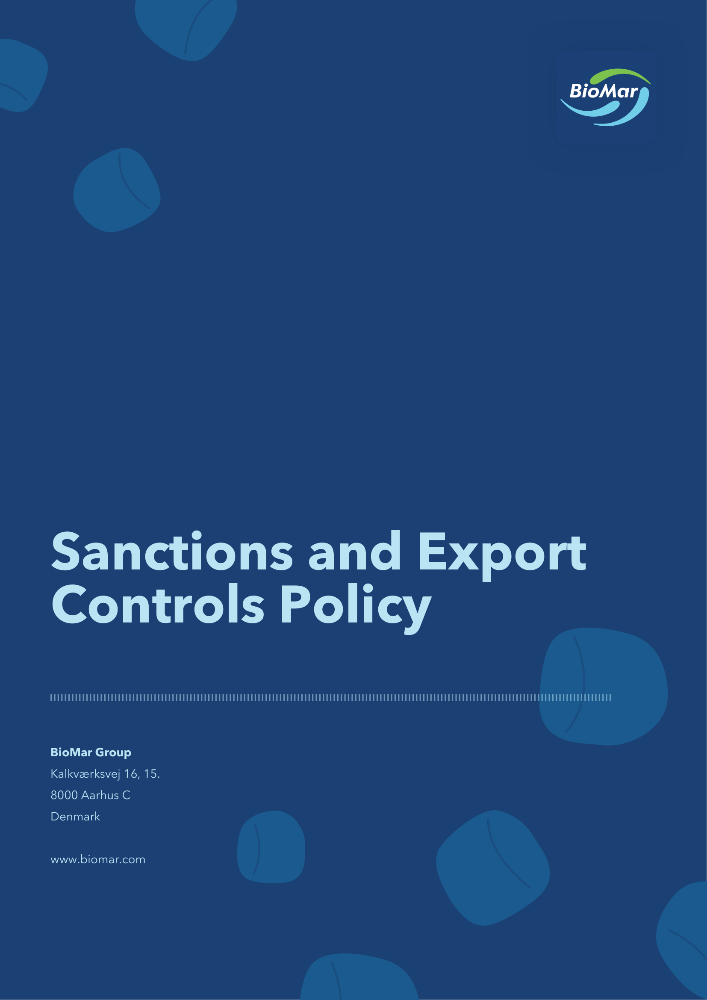 BioMar
Sanctions and Export
Controls Policy
BioMar Group
Kalkværksvej 16, 15.
8000 Aarhus C
Denmark
www.biomar.com